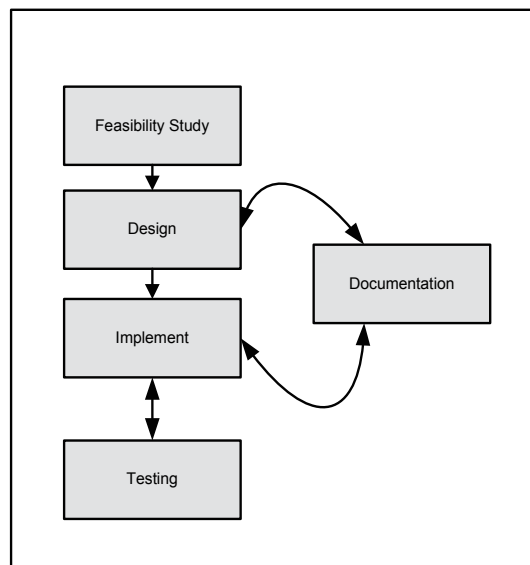 Feasibility Study
Design
Documentation
Implement
Testing